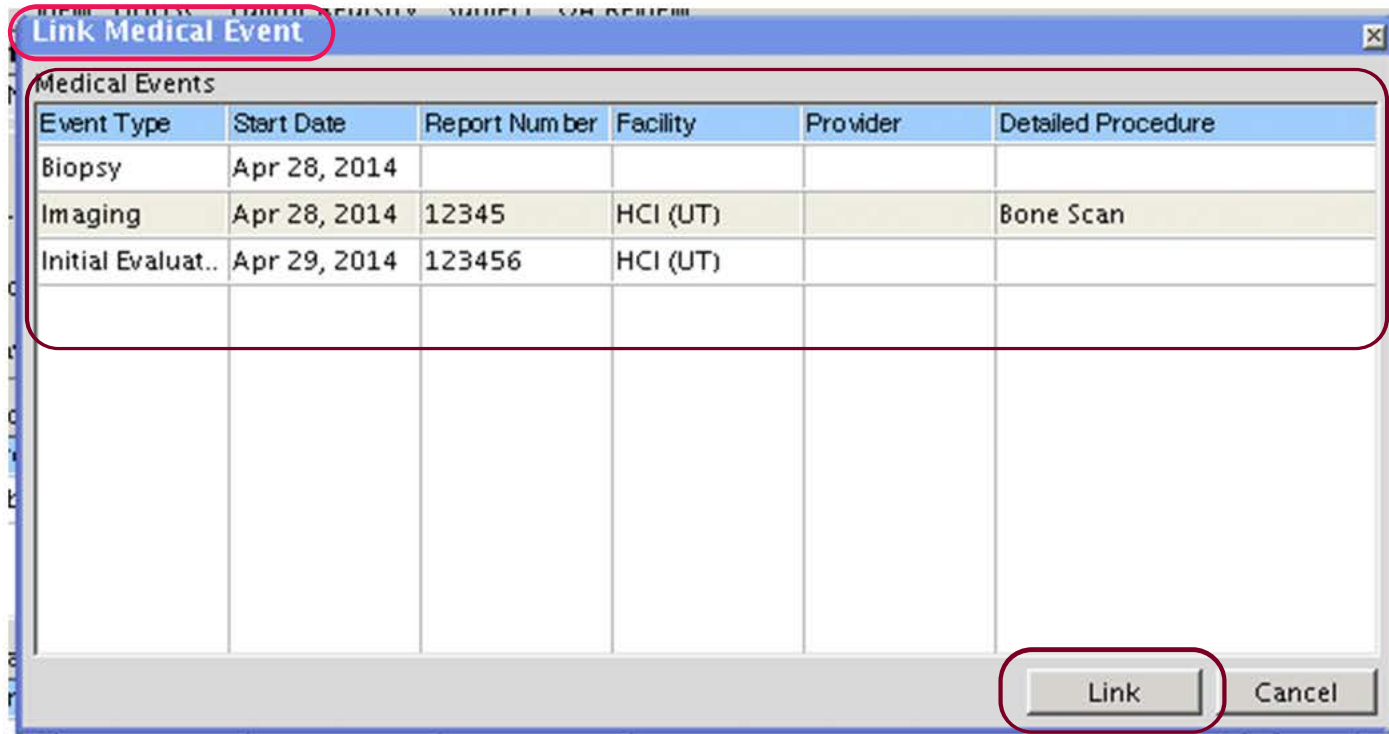 Link Medical Event
Medical Events
Event Type Start Date Report Number Facility Provider Detailed Procedure
Biopsy Apr 28, 2014
Imaging Apr 28, 2014 12345 HCI (UT) Bone Scan
Initial Evaluat.. Apr 29, 2014 123456 HCI (UT)
Link Cancel